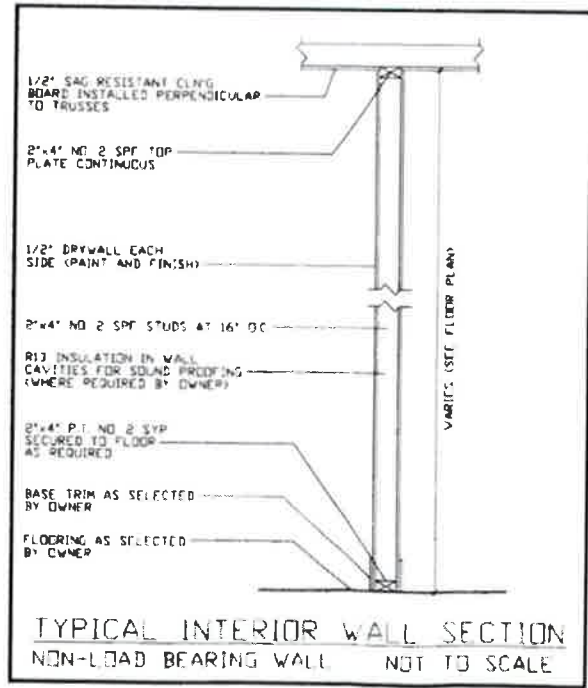 1/2" SAG RESISTANT CLN'G
BOARD INSTALLED PERPENDICULAR
TO TRUSSES
2"x4" NO 2 SPF TOP
PLATE CONTINUOUS
1/2" DRYWALL EACH
SIDE (PAINT AND FINISH)
2"x4" NO 2 SPF STUDS AT 16" O.C
R13 INSULATION IN WALL
CAVITIES FOR SOUND PROOFING
(WHERE REQUIRED BY OWNER)
2"x4" P.T. NO 2 SYP
SECURED TO FLOOR
AS REQUIRED
BASE TRIM AS SELECTED
BY OWNER
FLOORING AS SELECTED
BY OWNER
VARIES (SEE FLOOR PLAN)
TYPICAL INTERIOR WALL SECTION
NON-LOAD BEARING WALL NOT TO SCALE